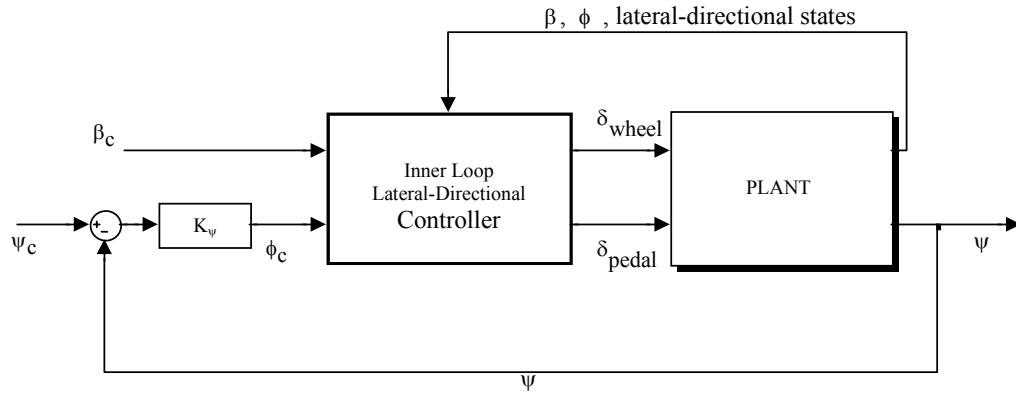 β , φ , lateral-directional states
β_c
δ_wheel
Inner Loop
Lateral-Directional
Controller
PLANT
+
−
K_ψ
ψ_c
φ_c
δ_pedal
ψ
ψ